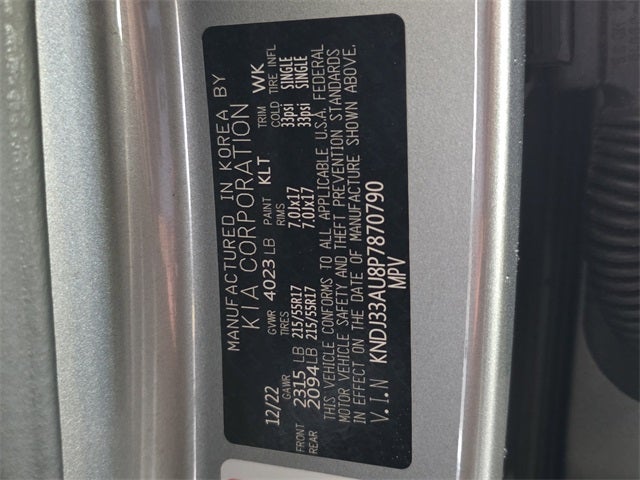 MANUFACTURED IN KOREA BY
KIA CORPORATION
12/22 GVWR 4023 LB PAINT KLT TRIM WK
GAWR TIRES RIMS COLD TIRE INFL
FRONT 2315 LB 215/55R17 7.0Jx17 33psi SINGLE
REAR 2094 LB 215/55R17 7.0Jx17 33psi SINGLE
THIS VEHICLE CONFORMS TO ALL APPLICABLE U.S.A. FEDERAL
MOTOR VEHICLE SAFETY AND THEFT PREVENTION STANDARDS
IN EFFECT ON THE DATE OF MANUFACTURE SHOWN ABOVE.
V.I.N KNDJ33AU8P7870790
MPV